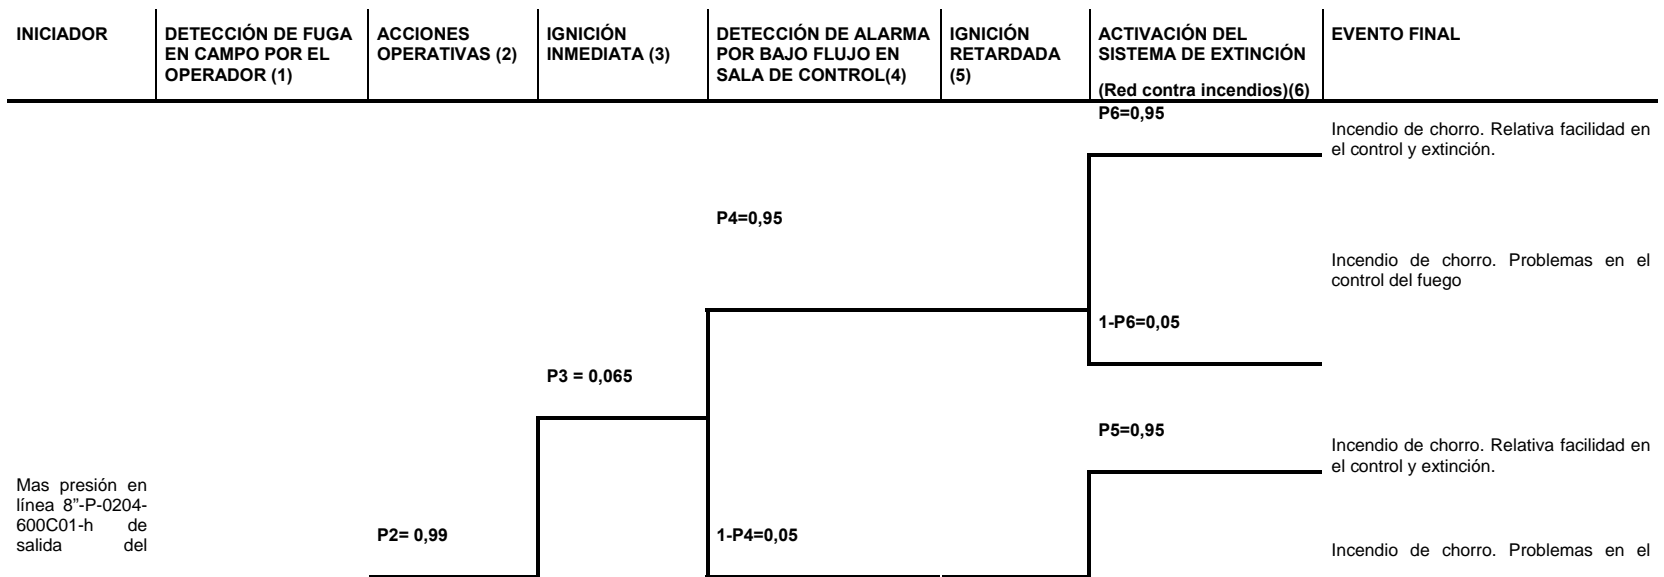 INICIADOR
DETECCIÓN DE FUGA
EN CAMPO POR EL
OPERADOR (1)
ACCIONES
OPERATIVAS (2)
IGNICIÓN
INMEDIATA (3)
DETECCIÓN DE ALARMA
POR BAJO FLUJO EN
SALA DE CONTROL(4)
IGNICIÓN
RETARDADA
(5)
ACTIVACIÓN DEL
SISTEMA DE EXTINCIÓN
(Red contra incendios)(6)
EVENTO FINAL
P6=0,95
Incendio de chorro. Relativa facilidad en
el control y extinción.
P4=0,95
Incendio de chorro. Problemas en el
control del fuego
1-P6=0,05
P3 = 0,065
P5=0,95
Incendio de chorro. Relativa facilidad en
el control y extinción.
Mas presión en
línea 8”-P-0204-
600C01-h de
salida del
P2= 0,99
1-P4=0,05
Incendio de chorro. Problemas en el